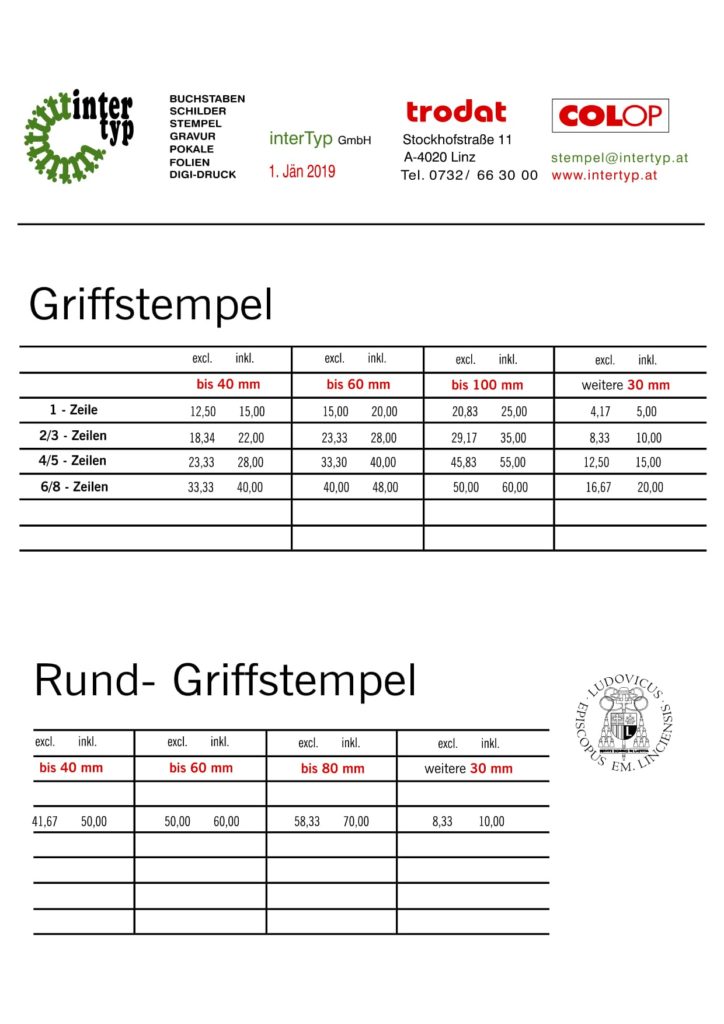 inter
typ
BUCHSTABEN
SCHILDER
STEMPEL
GRAVUR
POKALE
FOLIEN
DIGI-DRUCK
interTyp GmbH
1. Jän 2019
trodat
Stockhofstraße 11
A-4020 Linz
Tel. 0732/ 66 30 00
COLOP
stempel@intertyp.at
www.intertyp.at
Griffstempel
excl. inkl. excl. inkl. excl. inkl. excl. inkl.
bis 40 mm bis 60 mm bis 100 mm weitere 30 mm
1 - Zeile 12,50 15,00 15,00 20,00 20,83 25,00 4,17 5,00
2/3 - Zeilen 18,34 22,00 23,33 28,00 29,17 35,00 8,33 10,00
4/5 - Zeilen 23,33 28,00 33,30 40,00 45,83 55,00 12,50 15,00
6/8 - Zeilen 33,33 40,00 40,00 48,00 50,00 60,00 16,67 20,00
Rund- Griffstempel
LUDOVICUS · EPISCOPUS EM. LINCIENSIS ·
L
excl. inkl. excl. inkl. excl. inkl. excl. inkl.
bis 40 mm bis 60 mm bis 80 mm weitere 30 mm
41,67 50,00 50,00 60,00 58,33 70,00 8,33 10,00